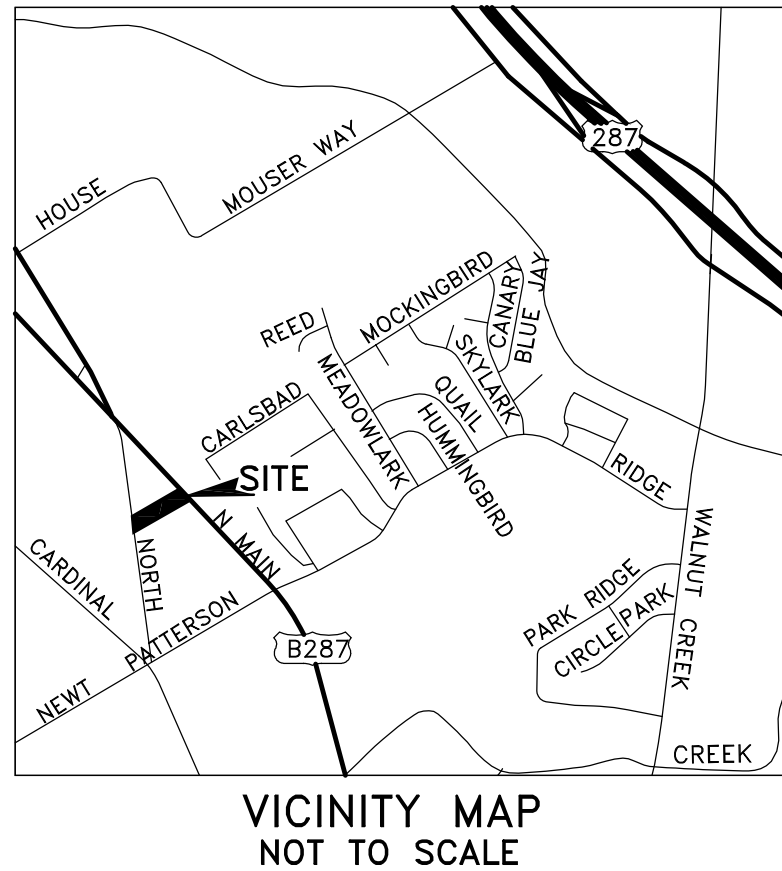 287
MOUSER WAY
HOUSE
MOCKINGBIRD
CANARY
BLUE JAY
REED
SKYLARK
MEADOWLARK
QUAIL
CARLSBAD
HUMMINGBIRD
SITE
RIDGE
N MAIN
WALNUT CREEK
NORTH
CARDINAL
PARK RIDGE
PARK
CIRCLE
NEWT PATTERSON
B287
CREEK
VICINITY MAP
NOT TO SCALE